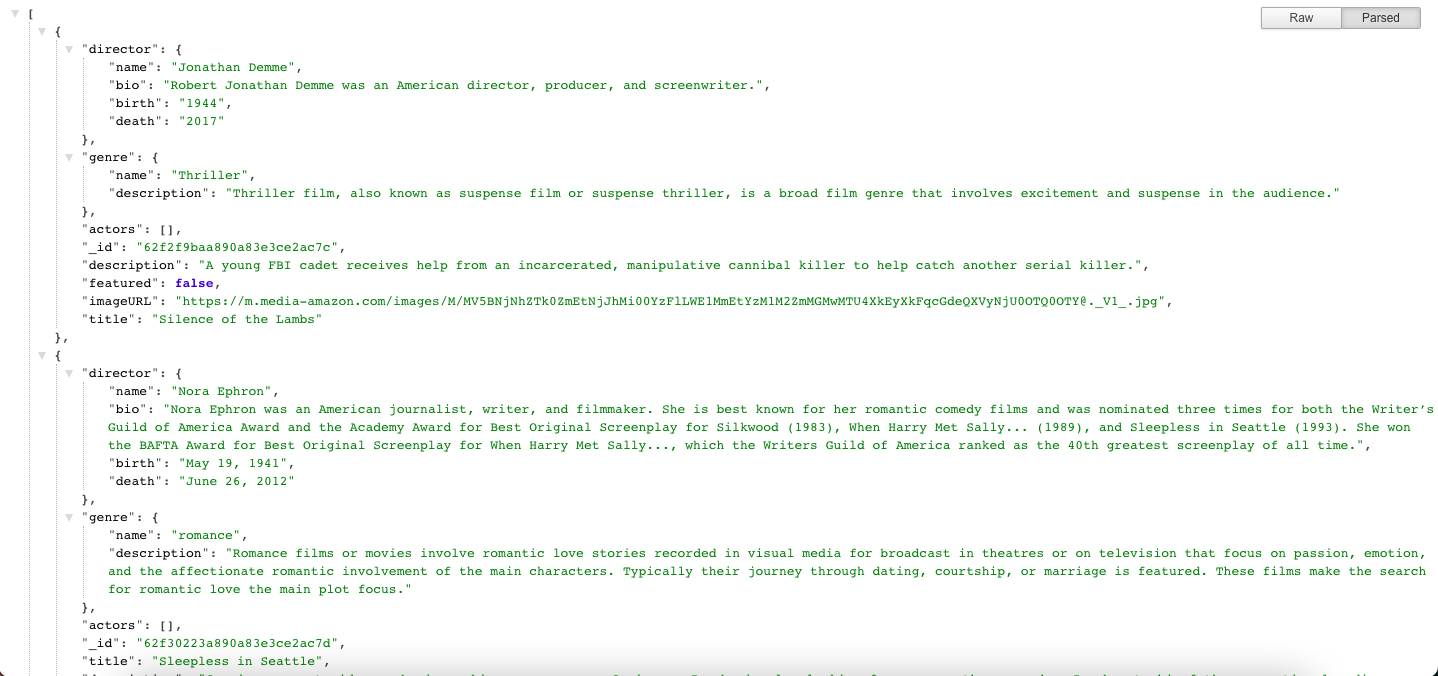 [
Raw
Parsed
{
"director": {
"name": "Jonathan Demme",
"bio": "Robert Jonathan Demme was an American director, producer, and screenwriter.",
"birth": "1944",
"death": "2017"
},
"genre": {
"name": "Thriller",
"description": "Thriller film, also known as suspense film or suspense thriller, is a broad film genre that involves excitement and suspense in the audience."
},
"actors": [],
"_id": "62f2f9baa890a83e3ce2ac7c",
"description": "A young FBI cadet receives help from an incarcerated, manipulative cannibal killer to help catch another serial killer.",
"featured": false,
"imageURL": "https://m.media-amazon.com/images/M/MV5BNjNhZTk0ZmEtNjJhMi00YzFlLWE1MmEtYzM1M2ZmMGMwMTU4XkEyXkFqcGdeQXVyNjU0OTQ0OTY@._V1_.jpg",
"title": "Silence of the Lambs"
},
{
"director": {
"name": "Nora Ephron",
"bio": "Nora Ephron was an American journalist, writer, and filmmaker. She is best known for her romantic comedy films and was nominated three times for both the Writer’s
Guild of America Award and the Academy Award for Best Original Screenplay for Silkwood (1983), When Harry Met Sally... (1989), and Sleepless in Seattle (1993). She won
the BAFTA Award for Best Original Screenplay for When Harry Met Sally..., which the Writers Guild of America ranked as the 40th greatest screenplay of all time.",
"birth": "May 19, 1941",
"death": "June 26, 2012"
},
"genre": {
"name": "romance",
"description": "Romance films or movies involve romantic love stories recorded in visual media for broadcast in theatres or on television that focus on passion, emotion,
and the affectionate romantic involvement of the main characters. Typically their journey through dating, courtship, or marriage is featured. These films make the search
for romantic love the main plot focus."
},
"actors": [],
"_id": "62f30223a890a83e3ce2ac7d",
"title": "Sleepless in Seattle",